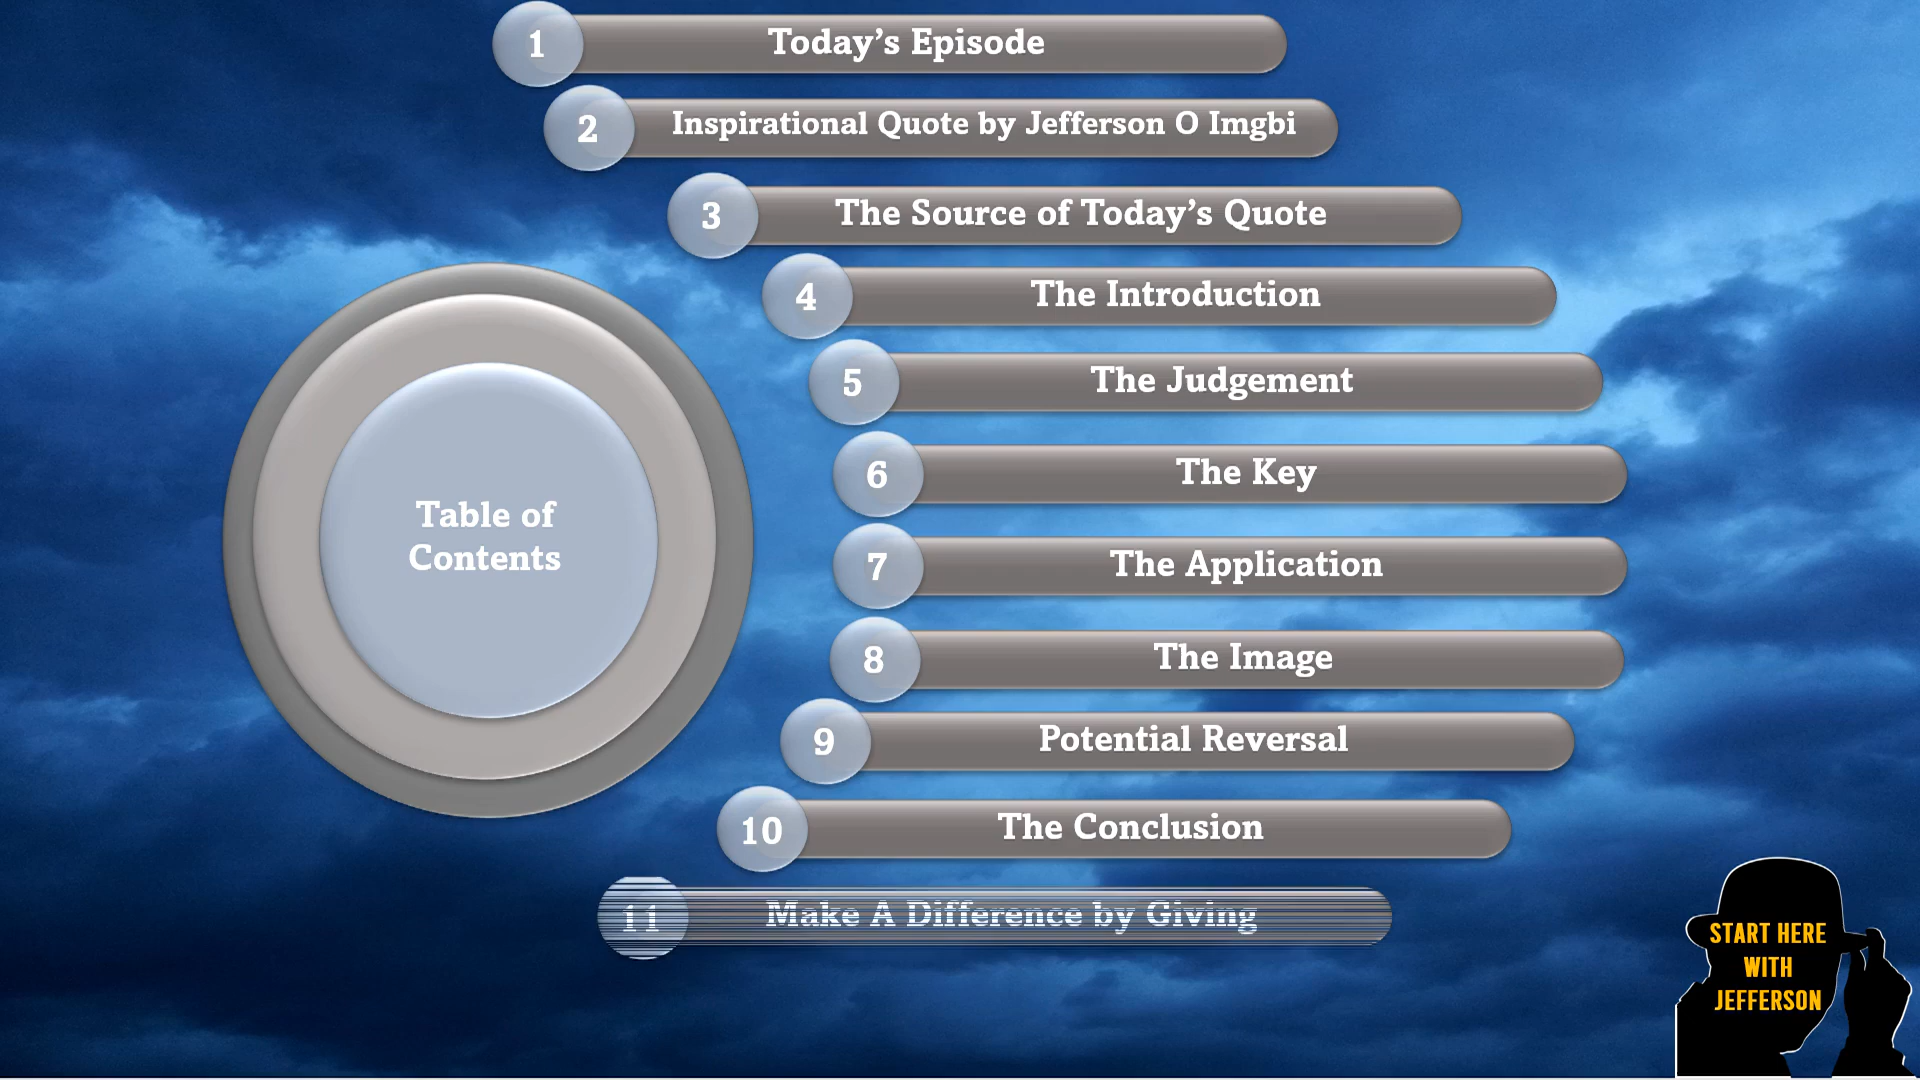 1 Today's Episode
2 Inspirational Quote by Jefferson O Imgbi
3 The Source of Today's Quote
4 The Introduction
5 The Judgement
6 The Key
7 The Application
8 The Image
9 Potential Reversal
10 The Conclusion
11 Make A Difference by Giving
Table of
Contents
START HERE
WITH
JEFFERSON